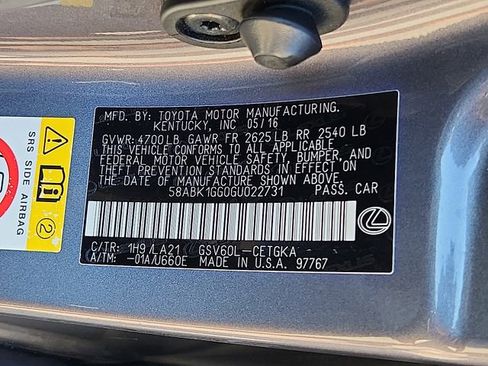 MFD. BY: TOYOTA MOTOR MANUFACTURING.
KENTUCKY, INC 05/16
GVWR: 4700LB GAWR FR 2625LB RR 2540 LB
THIS VEHICLE CONFORMS TO ALL APPLICABLE
FEDERAL MOTOR VEHICLE SAFETY, BUMPER, AND
THEFT PREVENTION STANDARDS IN EFFECT ON
THE DATE OF MANUFACTURE SHOWN ABOVE.
58ABK1GG0GU022731 PASS. CAR
C/TR: 1H9/LA21 GSV60L-CETGKA
A/TM: -01A/U660E MADE IN U.S.A. 97767
SRS SIDE AIRBAG